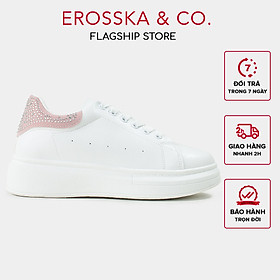 EROSSKA & CO.
FLAGSHIP STORE
7
ĐỔI TRẢ
TRONG 7 NGÀY
GIAO HÀNG
NHANH 2H
BẢO HÀNH
TRỌN ĐỜI